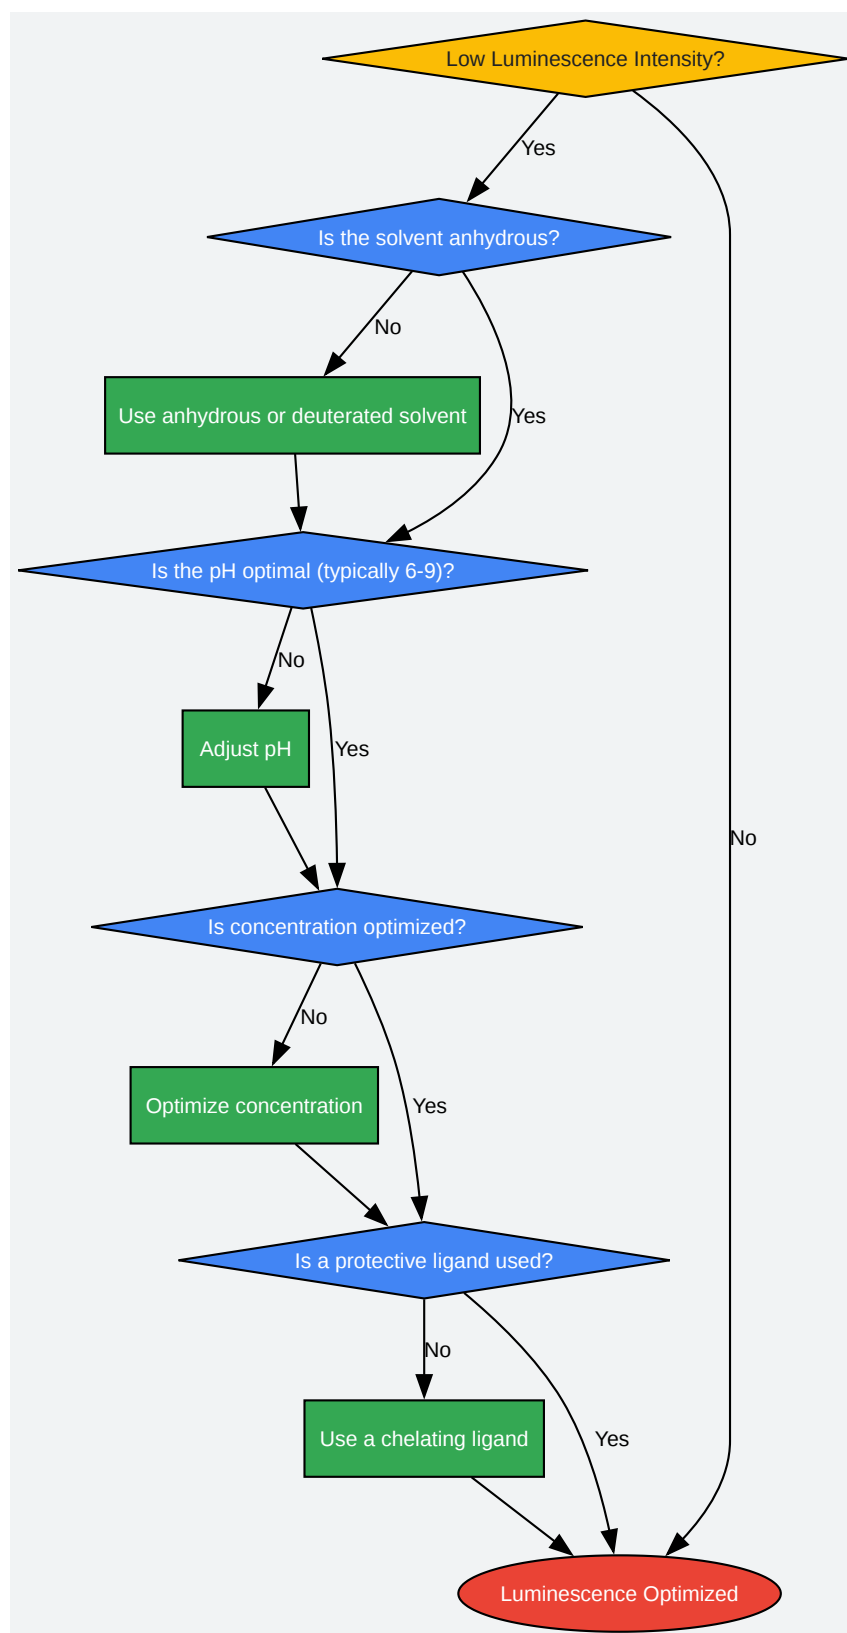 Low Luminescence Intensity?
Yes
Is the solvent anhydrous?
No
Use anhydrous or deuterated solvent
Yes
Is the pH optimal (typically 6-9)?
No
Adjust pH
Yes
No
Is concentration optimized?
No
Optimize concentration
Yes
Is a protective ligand used?
No
Use a chelating ligand
Yes
Luminescence Optimized